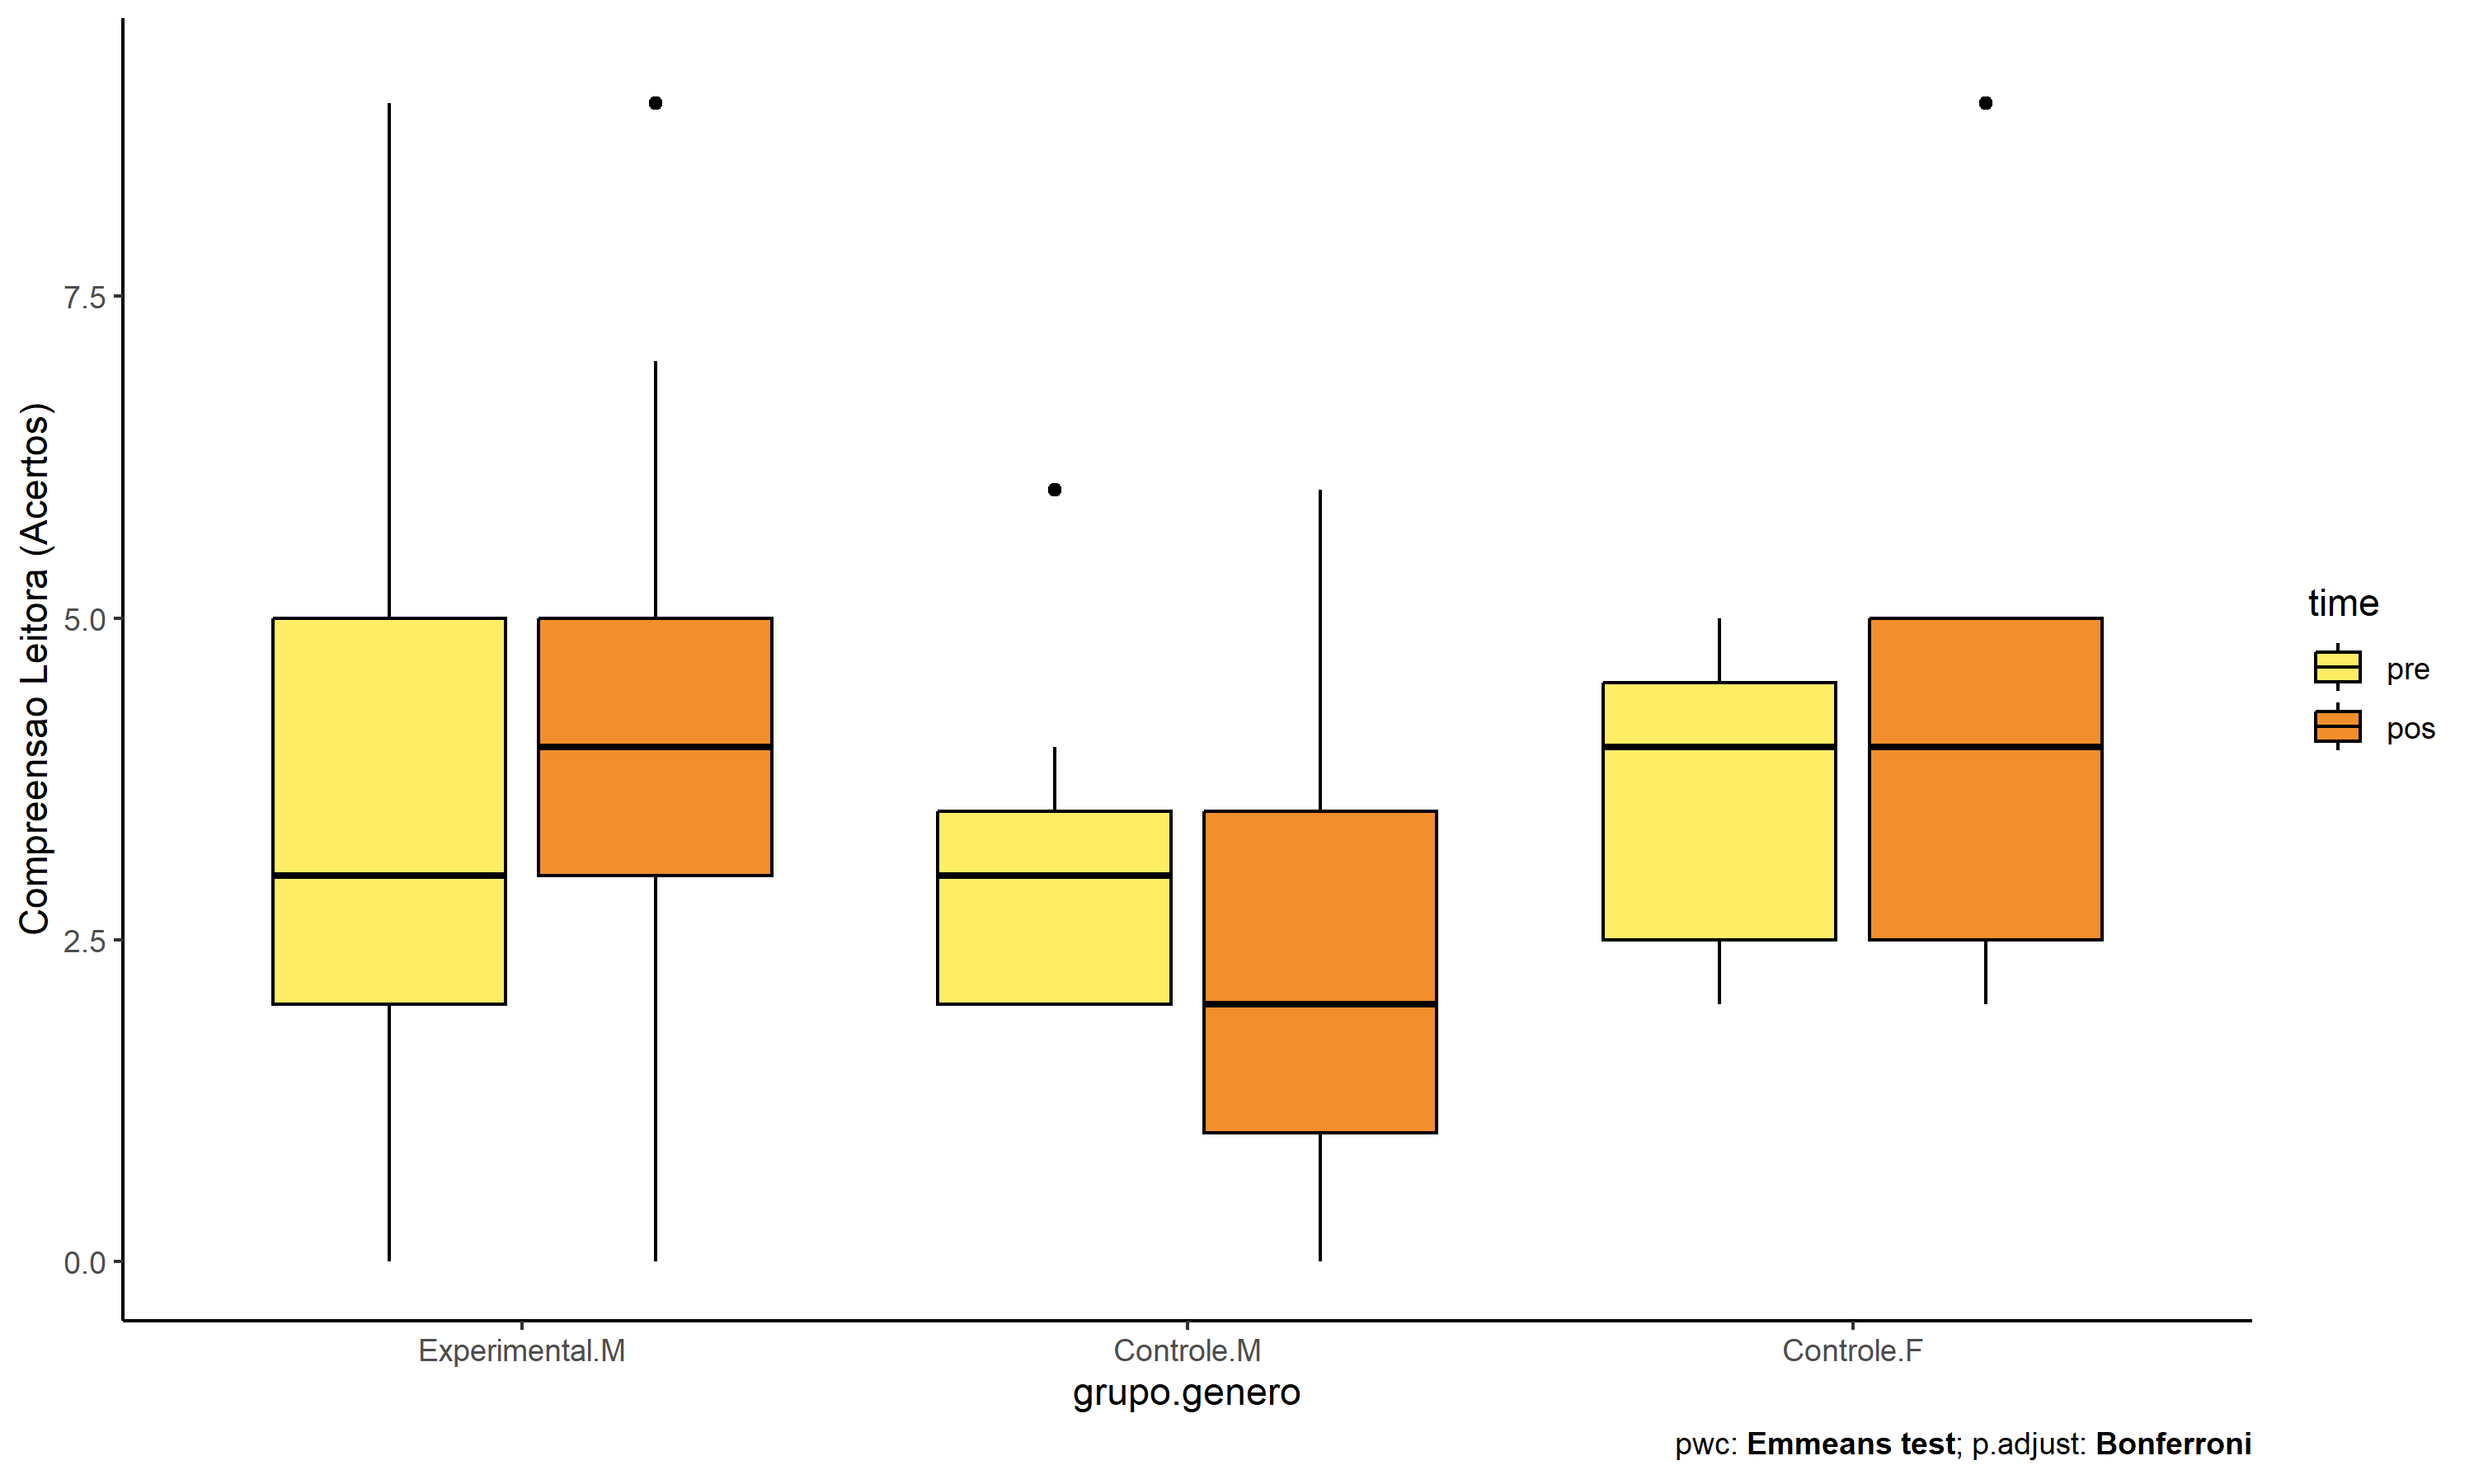 Compreensao Leitora (Acertos)
7.5
5.0
2.5
0.0
Experimental.M
Controle.M
Controle.F
grupo.genero
time
pre
pos
pwc: Emmeans test; p.adjust: Bonferroni